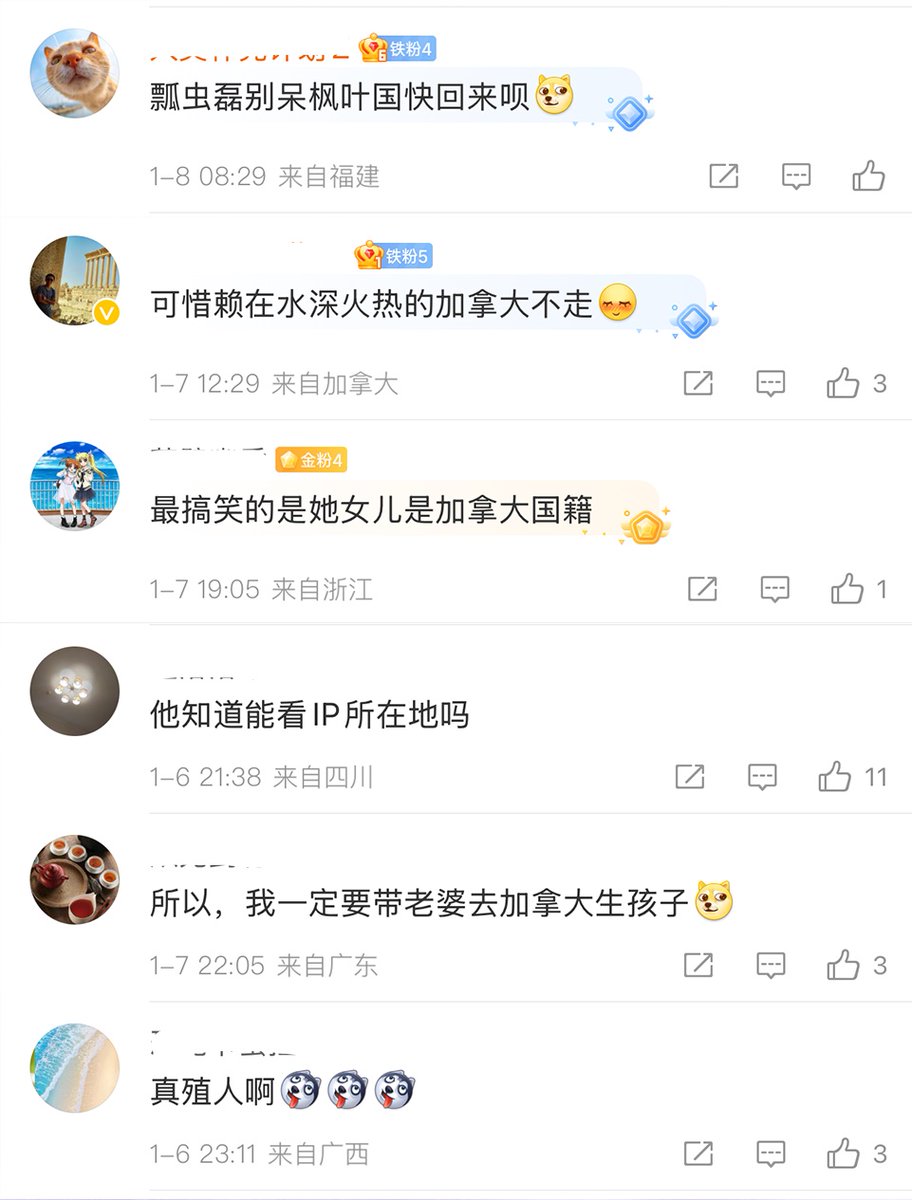 铁粉4
瓢虫磊别呆枫叶国快回来呗
1-8 08:29 来自福建
铁粉5
可惜赖在水深火热的加拿大不走
1-7 12:29 来自加拿大 3
金粉4
最搞笑的是她女儿是加拿大国籍
1-7 19:05 来自浙江 1
他知道能看IP所在地吗
1-6 21:38 来自四川 11
所以，我一定要带老婆去加拿大生孩子
1-7 22:05 来自广东 3
真殖人啊
1-6 23:11 来自广西 3